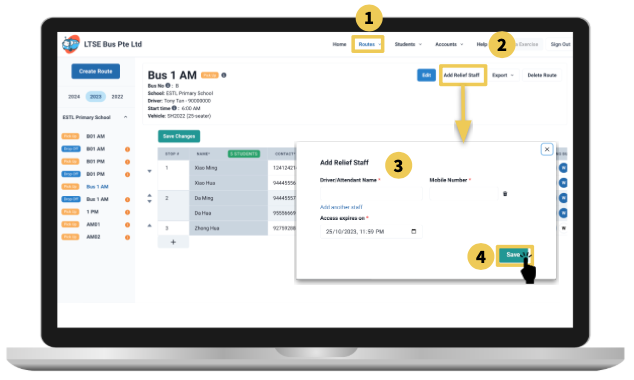 1
LTSE Bus Pte Ltd
Home Routes Students Accounts Help Exercise Sign Out
2
Create Route
2024 2023 2022
ESTL Primary School
B01 AM
B01 AM
B01 PM
B01 PM
Bus 1 AM
Bus 1 AM
1 PM
AM01
AM02
Bus 1 AM
Bus No : B
School: ESTL Primary School
Driver: Tony Tan - 90000000
Start time : 6:00 AM
Vehicle: SH2022 (25-seater)
Edit Add Relief Staff Export Delete Route
Save Changes
STOP # NAME* 5 STUDENTS CONTACT
1 Xiao Ming 12412421
Xiao Hua 94445556
2 Da Ming 94445557
Da Hua 95556669
3 Zhong Hua 92759288
+
Add Relief Staff
3
Driver/Attendant Name * Mobile Number *
Add another staff
Access expires on *
25/10/2023, 11:59 PM
4
Save